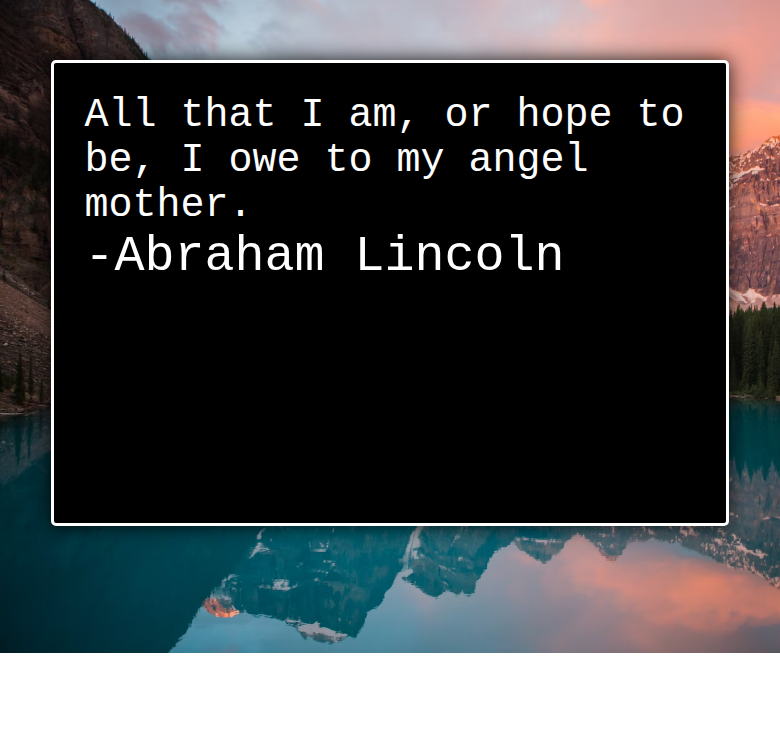 All that I am, or hope to
be, I owe to my angel
mother.
-Abraham Lincoln